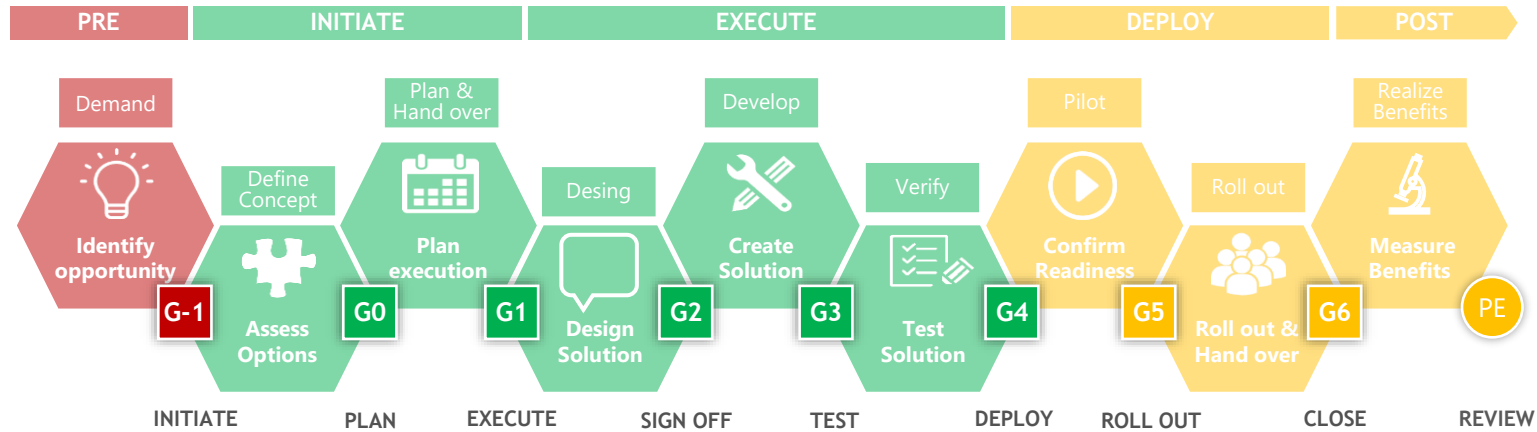 PRE
INITIATE
EXECUTE
DEPLOY
POST
Demand
Plan &
Hand over
Develop
Pilot
Realize
Benefits
Define
Concept
Desing
Verify
Roll out
Identify
opportunity
Plan
execution
Create
Solution
Confirm
Readiness
Measure
Benefits
G-1
G0
G1
G2
G3
G4
G5
G6
PE
Assess
Options
Design
Solution
Test
Solution
Roll out &
Hand over
INITIATE
PLAN
EXECUTE
SIGN OFF
TEST
DEPLOY
ROLL OUT
CLOSE
REVIEW